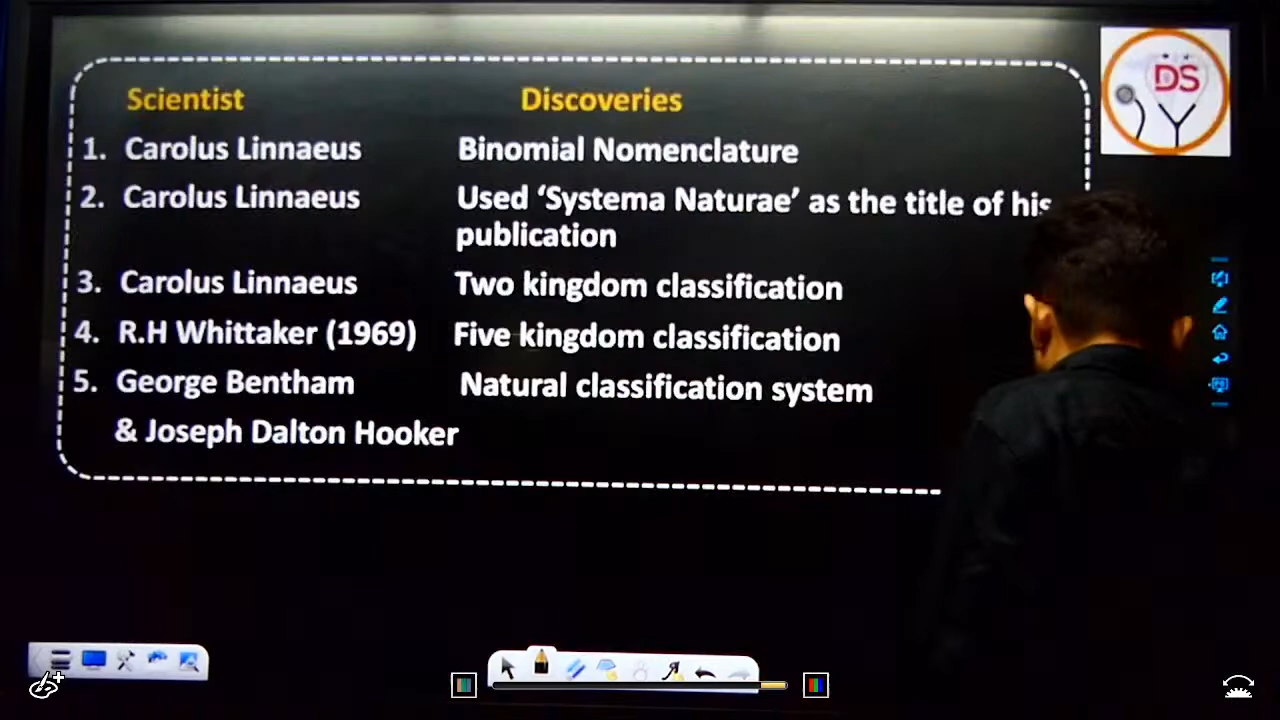 DS
Scientist Discoveries
1. Carolus Linnaeus Binomial Nomenclature
2. Carolus Linnaeus Used ‘Systema Naturae’ as the title of his
publication
3. Carolus Linnaeus Two kingdom classification
4. R.H Whittaker (1969) Five kingdom classification
5. George Bentham Natural classification system
& Joseph Dalton Hooker